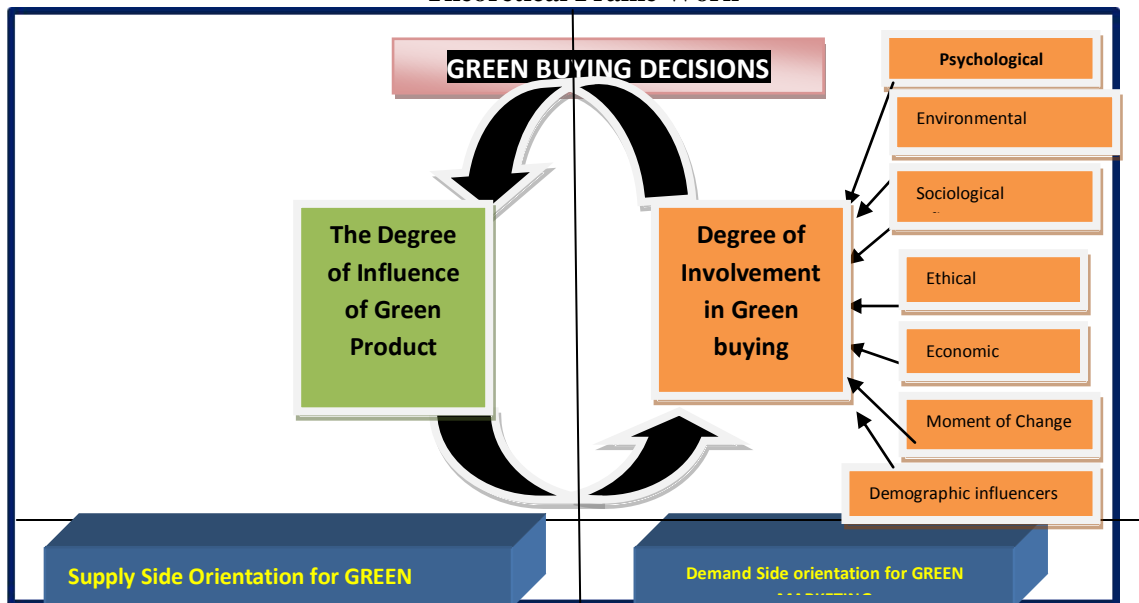 GREEN BUYING DECISIONS
Psychological
Environmental
Sociological
The Degree
of Influence
of Green
Product
Degree of
Involvement
in Green
buying
Ethical
Economic
Moment of Change
Demographic influencers
Supply Side Orientation for GREEN
Demand Side orientation for GREEN